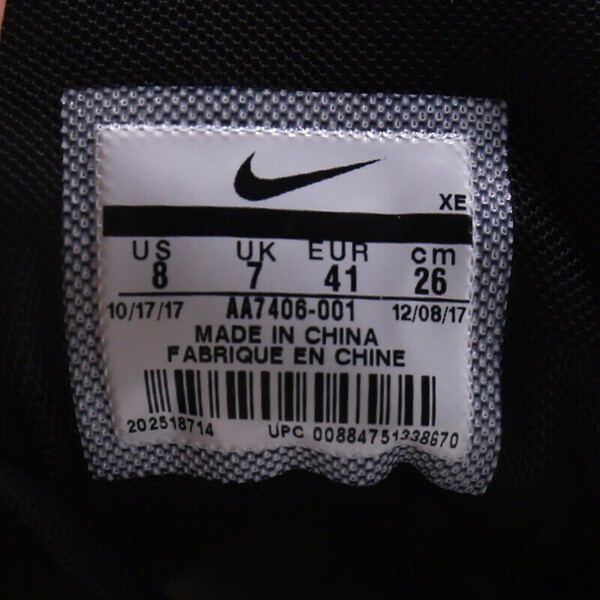 XE
US UK EUR cm
8 7 41 26
10/17/17 AA7406-001 12/08/17
MADE IN CHINA
FABRIQUE EN CHINE
202518714 UPC 00884751338670